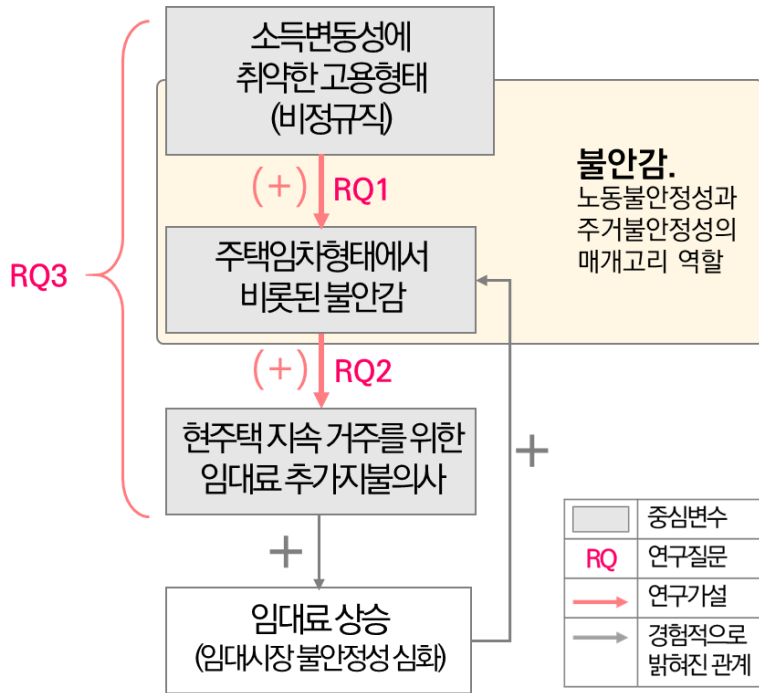 소득변동성에
취약한 고용형태
(비정규직)
(+)
RQ1
불안감.
노동불안정성과
주거불안정성의
매개고리 역할
주택임차형태에서
비롯된 불안감
RQ3
(+)
RQ2
현주택 지속 거주를 위한
임대료 추가지불의사
+
+
임대료 상승
(임대시장 불안정성 심화)
중심변수
RQ 연구질문
연구가설
경험적으로
밝혀진 관계